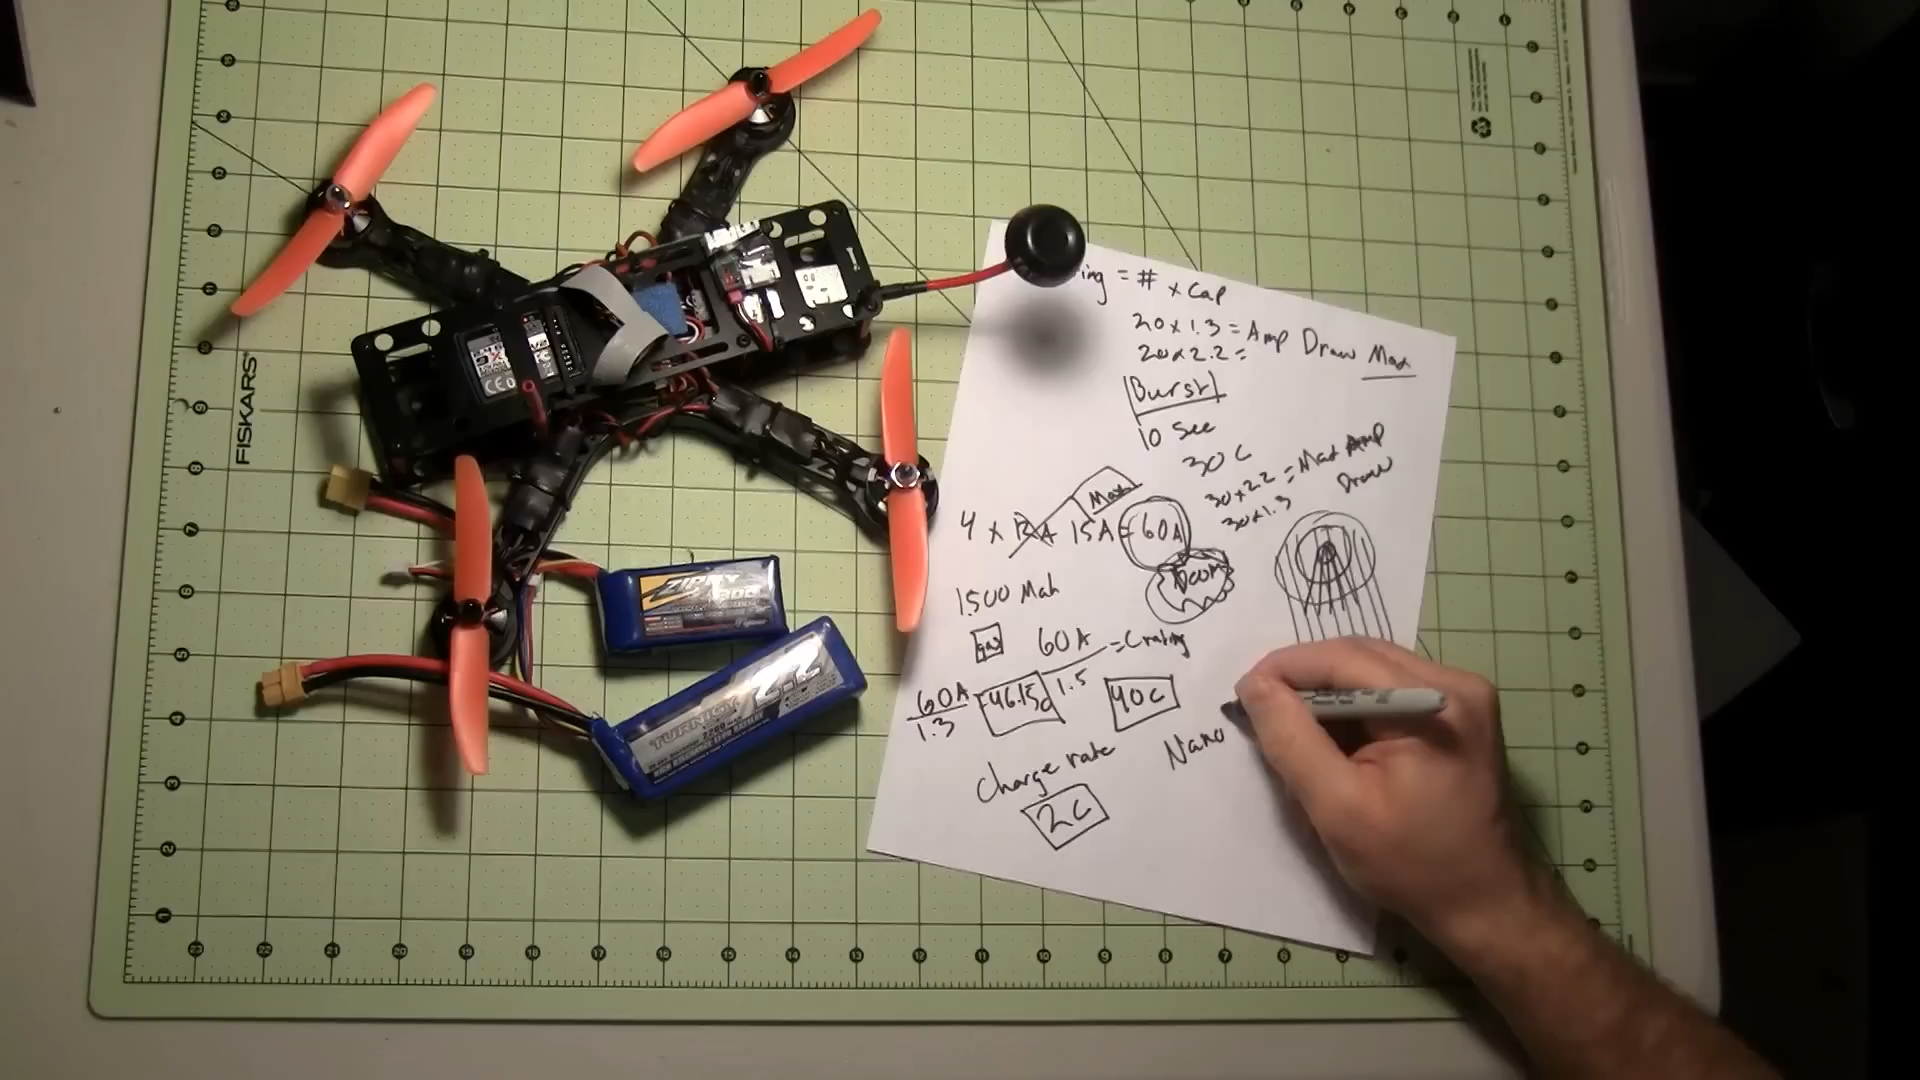 FISKARS
ing = # x Cap
20 x 1.3 = Amp Draw Max
20 x 2.2 =
Burst
10 Sec
30 C
30 x 2.2 = Max Amp
30 x 1.3 Draw
Max
4 x 15A = 60A
1500 Mah
60A = C rating
1.5
60A = 46.15C
1.3
40C
Charge rate
2C
Nano
ZIPPY
TURNIGY 2.2